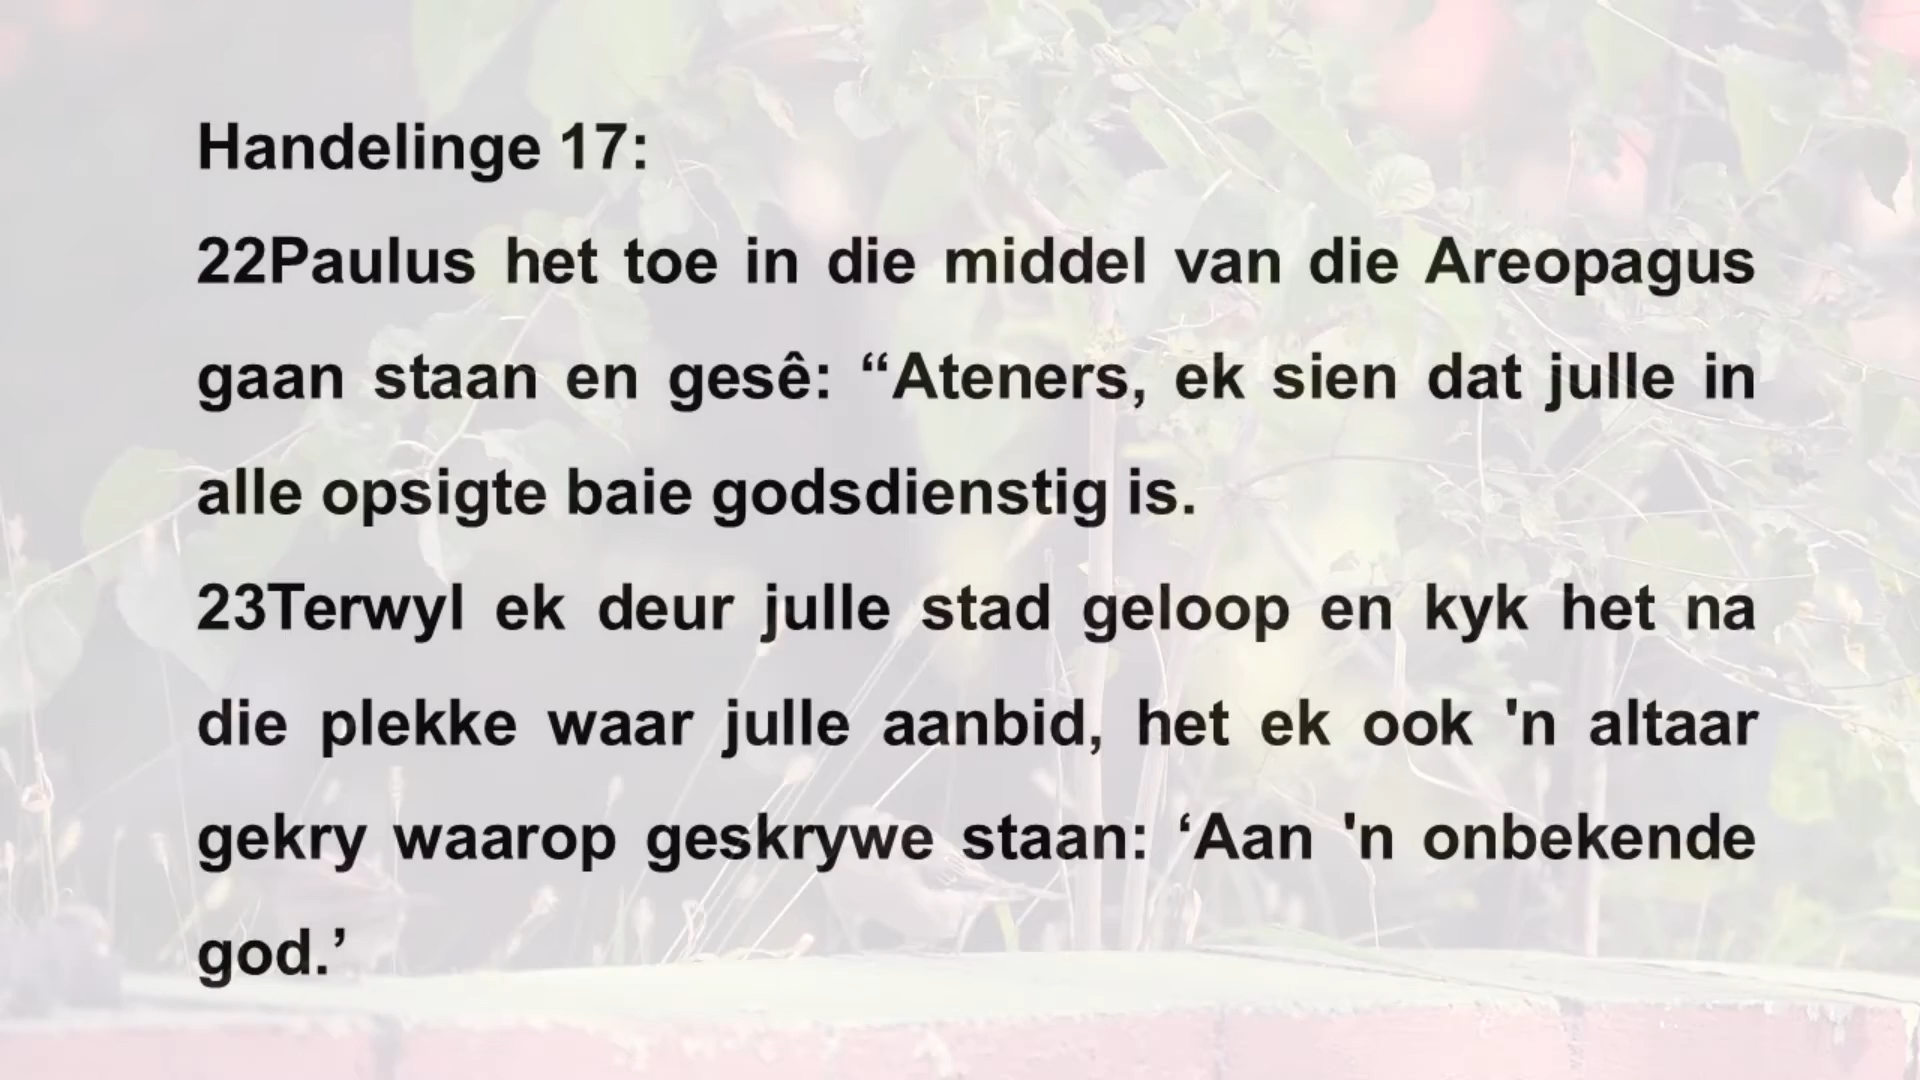 Handelinge 17:
22Paulus het toe in die middel van die Areopagus
gaan staan en gesê: “Ateners, ek sien dat julle in
alle opsigte baie godsdienstig is.
23Terwyl ek deur julle stad geloop en kyk het na
die plekke waar julle aanbid, het ek ook 'n altaar
gekry waarop geskrywe staan: ‘Aan 'n onbekende
god.’